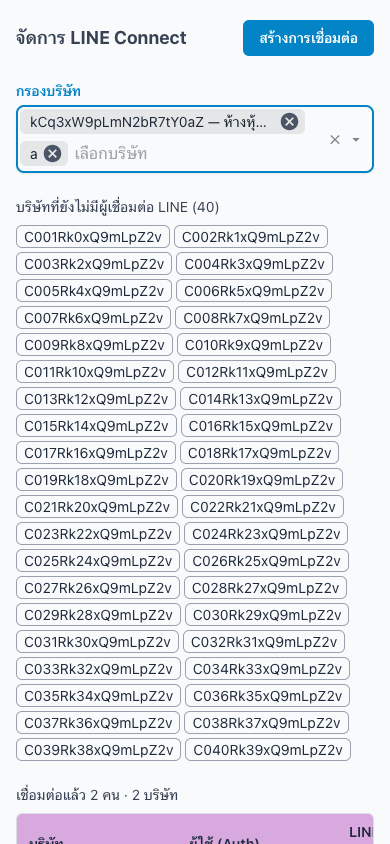 จัดการ LINE Connect
สร้างการเชื่อมต่อ
กรองบริษัท
kCq3xW9pLmN2bR7tY0aZ — ห้างหุ้...
a เลือกบริษัท
บริษัทที่ยังไม่มีผู้เชื่อมต่อ LINE (40)
C001Rk0xQ9mLpZ2v C002Rk1xQ9mLpZ2v
C003Rk2xQ9mLpZ2v C004Rk3xQ9mLpZ2v
C005Rk4xQ9mLpZ2v C006Rk5xQ9mLpZ2v
C007Rk6xQ9mLpZ2v C008Rk7xQ9mLpZ2v
C009Rk8xQ9mLpZ2v C010Rk9xQ9mLpZ2v
C011Rk10xQ9mLpZ2v C012Rk11xQ9mLpZ2v
C013Rk12xQ9mLpZ2v C014Rk13xQ9mLpZ2v
C015Rk14xQ9mLpZ2v C016Rk15xQ9mLpZ2v
C017Rk16xQ9mLpZ2v C018Rk17xQ9mLpZ2v
C019Rk18xQ9mLpZ2v C020Rk19xQ9mLpZ2v
C021Rk20xQ9mLpZ2v C022Rk21xQ9mLpZ2v
C023Rk22xQ9mLpZ2v C024Rk23xQ9mLpZ2v
C025Rk24xQ9mLpZ2v C026Rk25xQ9mLpZ2v
C027Rk26xQ9mLpZ2v C028Rk27xQ9mLpZ2v
C029Rk28xQ9mLpZ2v C030Rk29xQ9mLpZ2v
C031Rk30xQ9mLpZ2v C032Rk31xQ9mLpZ2v
C033Rk32xQ9mLpZ2v C034Rk33xQ9mLpZ2v
C035Rk34xQ9mLpZ2v C036Rk35xQ9mLpZ2v
C037Rk36xQ9mLpZ2v C038Rk37xQ9mLpZ2v
C039Rk38xQ9mLpZ2v C040Rk39xQ9mLpZ2v
เชื่อมต่อแล้ว 2 คน · 2 บริษัท
บริษัท ผู้ใช้ (Auth)